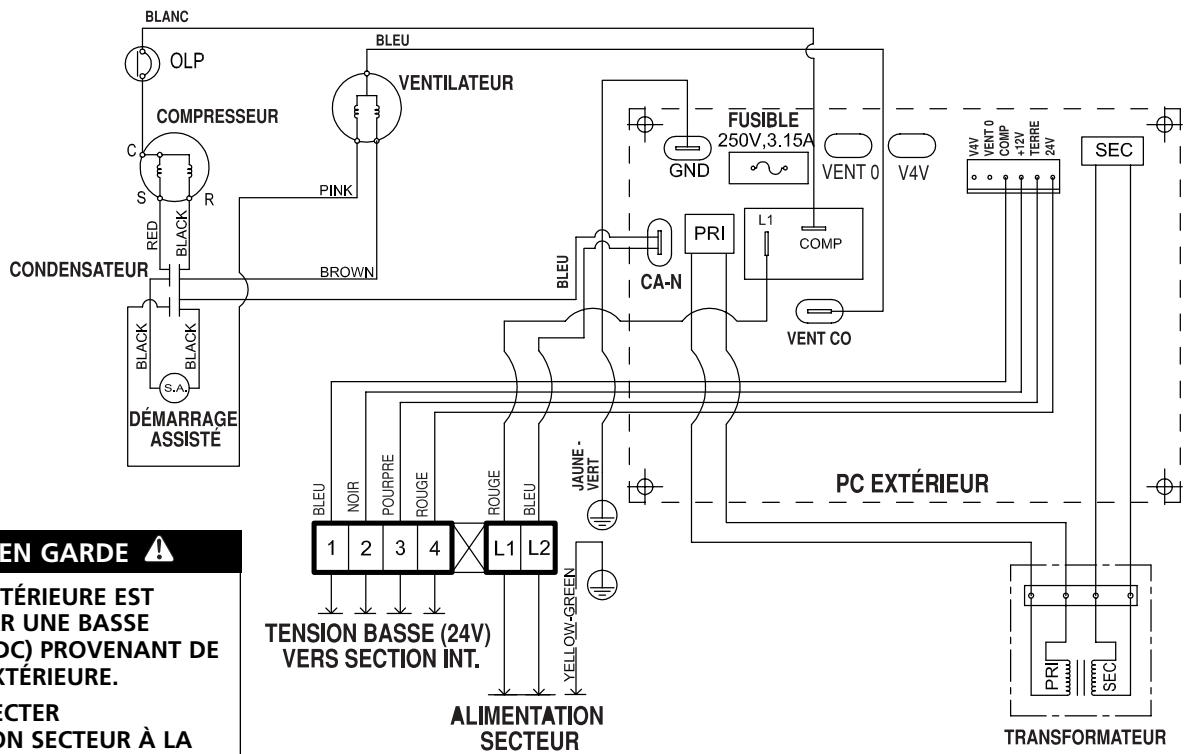 BLANC
OLP
BLEU
VENTILATEUR
COMPRESSEUR
C
S
R
PINK
RED
BLACK
CONDENSATEUR
BROWN
BLACK
BLACK
S.A.
DÉMARRAGE
ASSISTÉ
FUSIBLE
250V,3.15A
GND
VENT 0
V4V
V4V
VENT 0
COMP
+12V
TERRE
24V
SEC
BLEU
CA-N
PRI
L1
COMP
VENT CO
PC EXTÉRIEUR
BLEU
NOIR
POURPRE
ROUGE
ROUGE
BLEU
JAUNE -
VERT
1 2 3 4 L1 L2
TENSION BASSE (24V)
VERS SECTION INT.
YELLOW-GREEN
ALIMENTATION
SECTEUR
PRI
SEC
TRANSFORMATEUR
EN GARDE
TÉRIEURE EST
R UNE BASSE
DC) PROVENANT DE
XTÉRIEURE.
ECTER
ON SECTEUR À LA